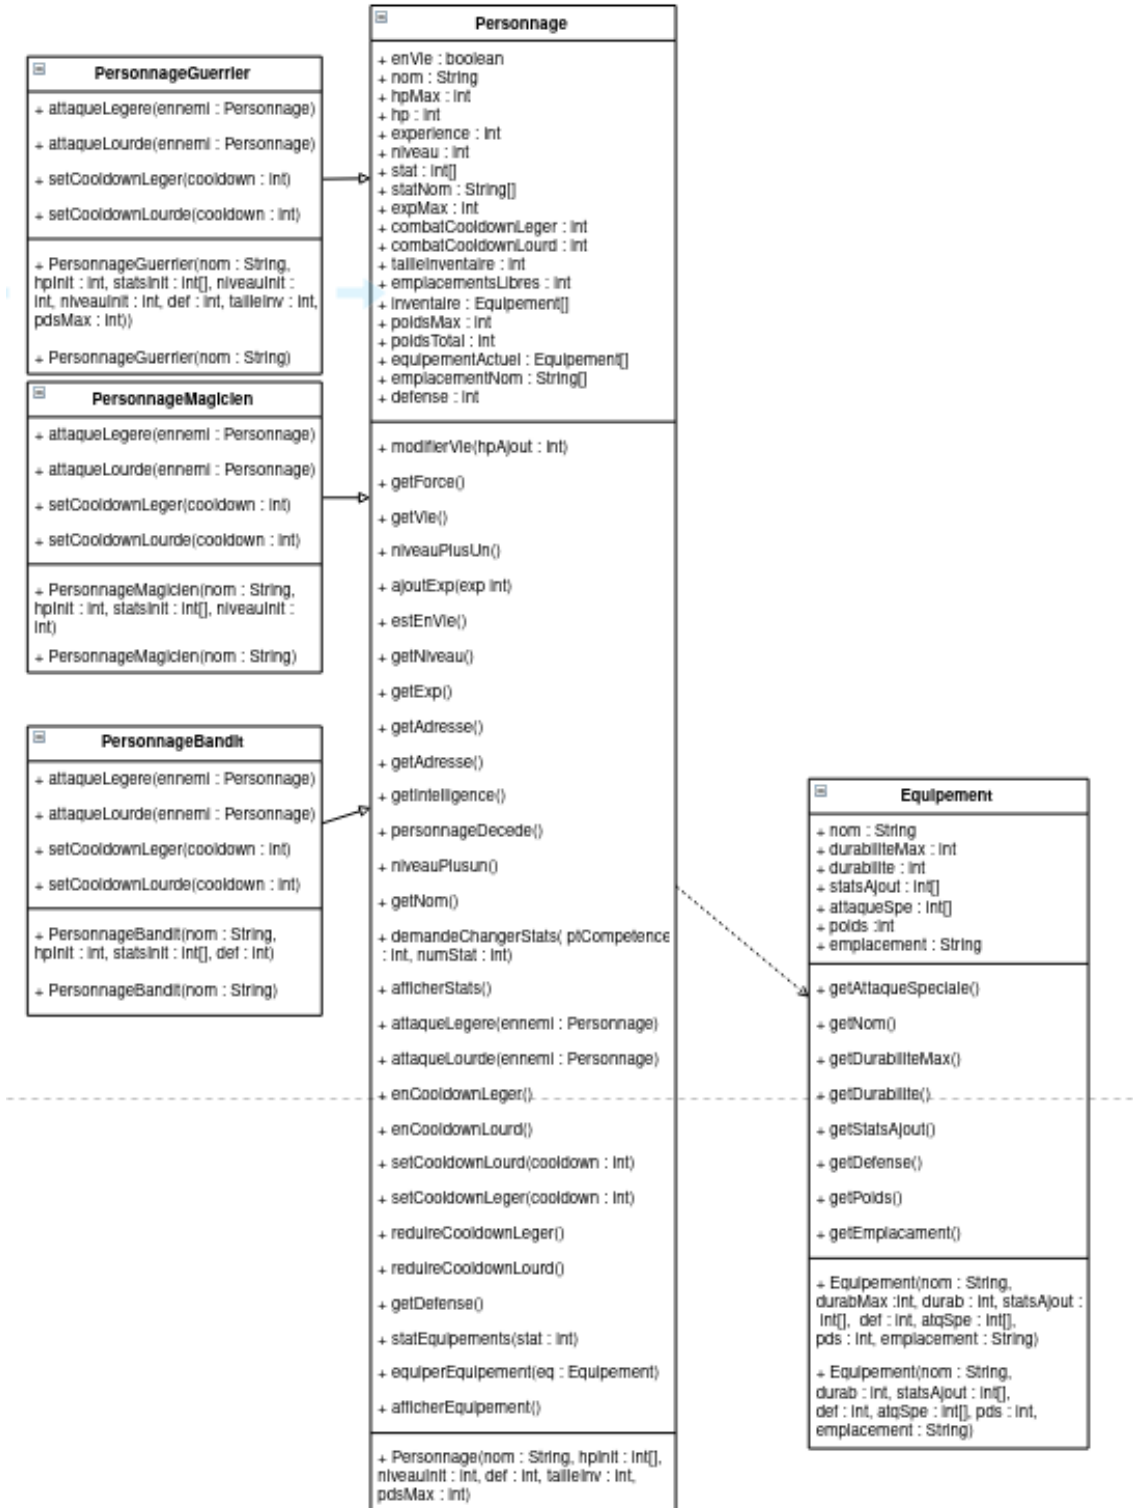 PersonnageGuerrier
+ attaqueLegere(ennemi : Personnage)
+ attaqueLourde(ennemi : Personnage)
+ setCooldownLeger(cooldown : int)
+ setCooldownLourde(cooldown : int)
+ PersonnageGuerrier(nom : String,
hpInit : int, statsInit : int[], niveauInit :
int, niveauInit : int, def : int, tailleInv : int,
pdsMax : int))
+ PersonnageGuerrier(nom : String)
PersonnageMagicien
+ attaqueLegere(ennemi : Personnage)
+ attaqueLourde(ennemi : Personnage)
+ setCooldownLeger(cooldown : int)
+ setCooldownLourde(cooldown : int)
+ PersonnageMagicien(nom : String,
hpInit : int, statsInit : int[], niveauInit :
int)
+ PersonnageMagicien(nom : String)
PersonnageBandit
+ attaqueLegere(ennemi : Personnage)
+ attaqueLourde(ennemi : Personnage)
+ setCooldownLeger(cooldown : int)
+ setCooldownLourde(cooldown : int)
+ PersonnageBandit(nom : String,
hpInit : int, statsInit : int[], def : int)
+ PersonnageBandit(nom : String)
Personnage
+ enVie : boolean
+ nom : String
+ hpMax : int
+ hp : int
+ experience : int
+ niveau : int
+ stat : int[]
+ statNom : String[]
+ expMax : int
+ combatCooldownLeger : int
+ combatCooldownLourd : int
+ tailleInventaire : int
+ emplacementsLibres : int
+ inventaire : Equipement[]
+ poidsMax : int
+ poidsTotal : int
+ equipementActuel : Equipement[]
+ emplacementNom : String[]
+ defense : int
+ modifierVie(hpAjout : int)
+ getForce()
+ getVie()
+ niveauPlusUn()
+ ajoutExp(exp int)
+ estEnVie()
+ getNiveau()
+ getExp()
+ getAdresse()
+ getAdresse()
+ getIntelligence()
+ personnageDecede()
+ niveauPlusun()
+ getNom()
+ demandeChangerStats( ptCompetence
: int, numStat : int)
+ afficherStats()
+ attaqueLegere(ennemi : Personnage)
+ attaqueLourde(ennemi : Personnage)
+ enCooldownLeger()
+ enCooldownLourd()
+ setCooldownLourd(cooldown : int)
+ setCooldownLeger(cooldown : int)
+ reduireCooldownLeger()
+ reduireCooldownLourd()
+ getDefense()
+ statEquipements(stat : int)
+ equiperEquipement(eq : Equipement)
+ afficherEquipement()
+ Personnage(nom : String, hpInit : int[],
niveauInit : int, def : int, tailleInv : int,
pdsMax : int)
Equipement
+ nom : String
+ durabiliteMax : int
+ durabilite : int
+ statsAjout : int[]
+ attaqueSpe : int[]
+ poids :int
+ emplacement : String
+ getAttaqueSpeciale()
+ getNom()
+ getDurabiliteMax()
+ getDurabilite()
+ getStatsAjout()
+ getDefense()
+ getPoids()
+ getEmplacament()
+ Equipement(nom : String,
durabMax :int, durab : int, statsAjout :
int[], def : int, atqSpe : int[],
pds : int, emplacement : String)
+ Equipement(nom : String,
durab : int, statsAjout : int[],
def : int, atqSpe : int[], pds : int,
emplacement : String)